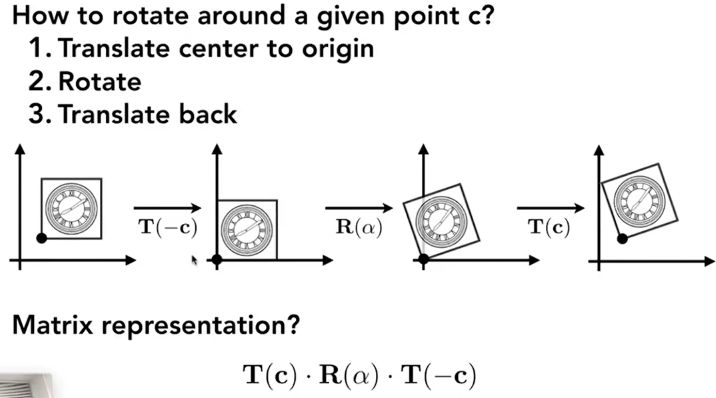 How to rotate around a given point c?
1. Translate center to origin
2. Rotate
3. Translate back
T(−c) R(α) T(c)
Matrix representation?
T(c) · R(α) · T(−c)